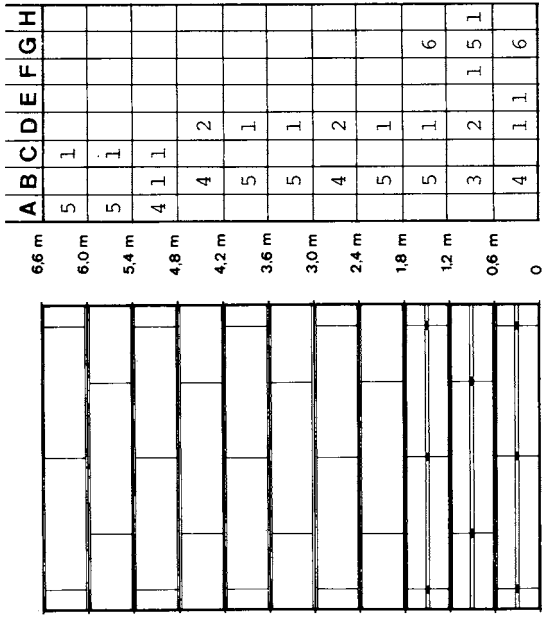 A B C D E F G H
6,6 m
5 1
6.0 m
5 1
5,4 m
4 1 1
4,8 m
4 2
4,2 m
5 1
3.6 m
5 1
3,0 m
4 2
2,4 m
5 1
1,8 m
5 1 6
1,2 m
3 2 1 5 1
0,6 m
4 1 1 6
0